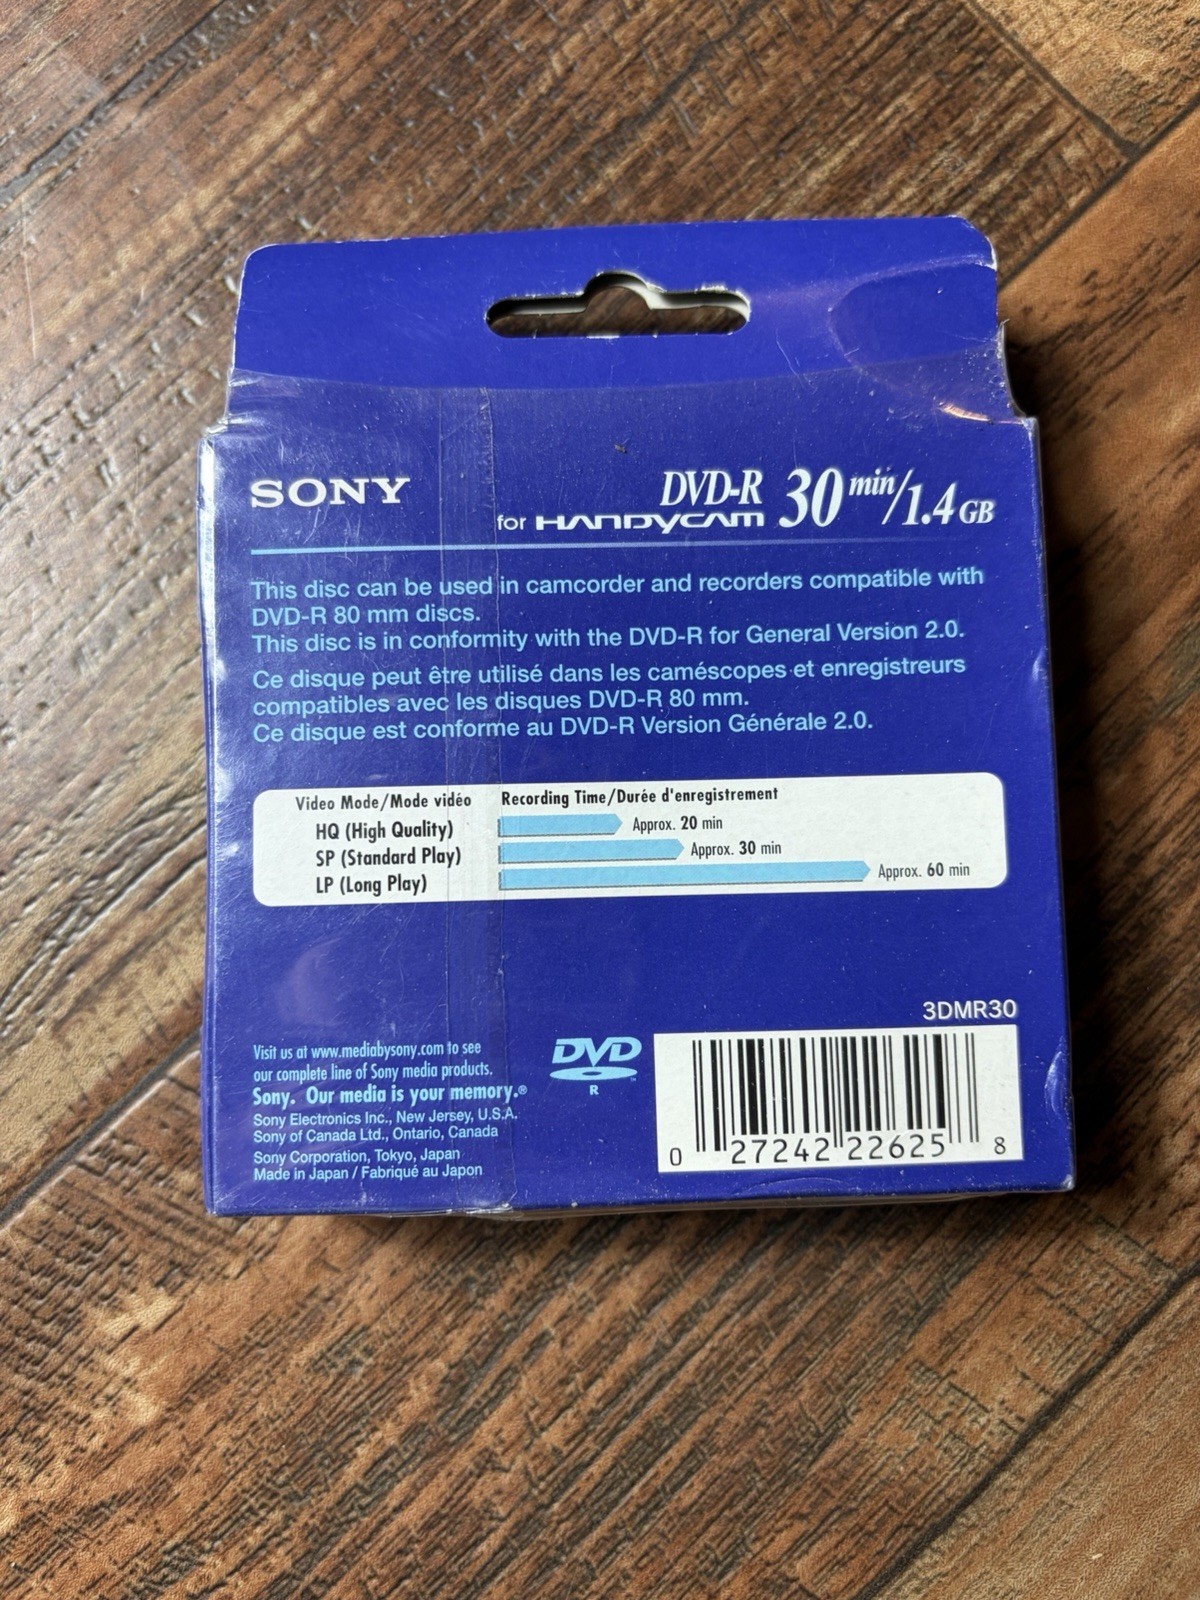 SONY
DVD-R 30 min/1.4 GB
for HANDYCAM
This disc can be used in camcorder and recorders compatible with
DVD-R 80 mm discs.
This disc is in conformity with the DVD-R for General Version 2.0.
Ce disque peut être utilisé dans les caméscopes et enregistreurs
compatibles avec les disques DVD-R 80 mm.
Ce disque est conforme au DVD-R Version Générale 2.0.
Video Mode/Mode vidéo Recording Time/Durée d'enregistrement
HQ (High Quality) Approx. 20 min
SP (Standard Play) Approx. 30 min
LP (Long Play) Approx. 60 min
3DMR30
Visit us at www.mediabysony.com to see
our complete line of Sony media products.
Sony. Our media is your memory.®
Sony Electronics Inc., New Jersey, U.S.A.
Sony of Canada Ltd., Ontario, Canada
Sony Corporation, Tokyo, Japan
Made in Japan / Fabriqué au Japon
DVD™
R
0 27242 22625 8